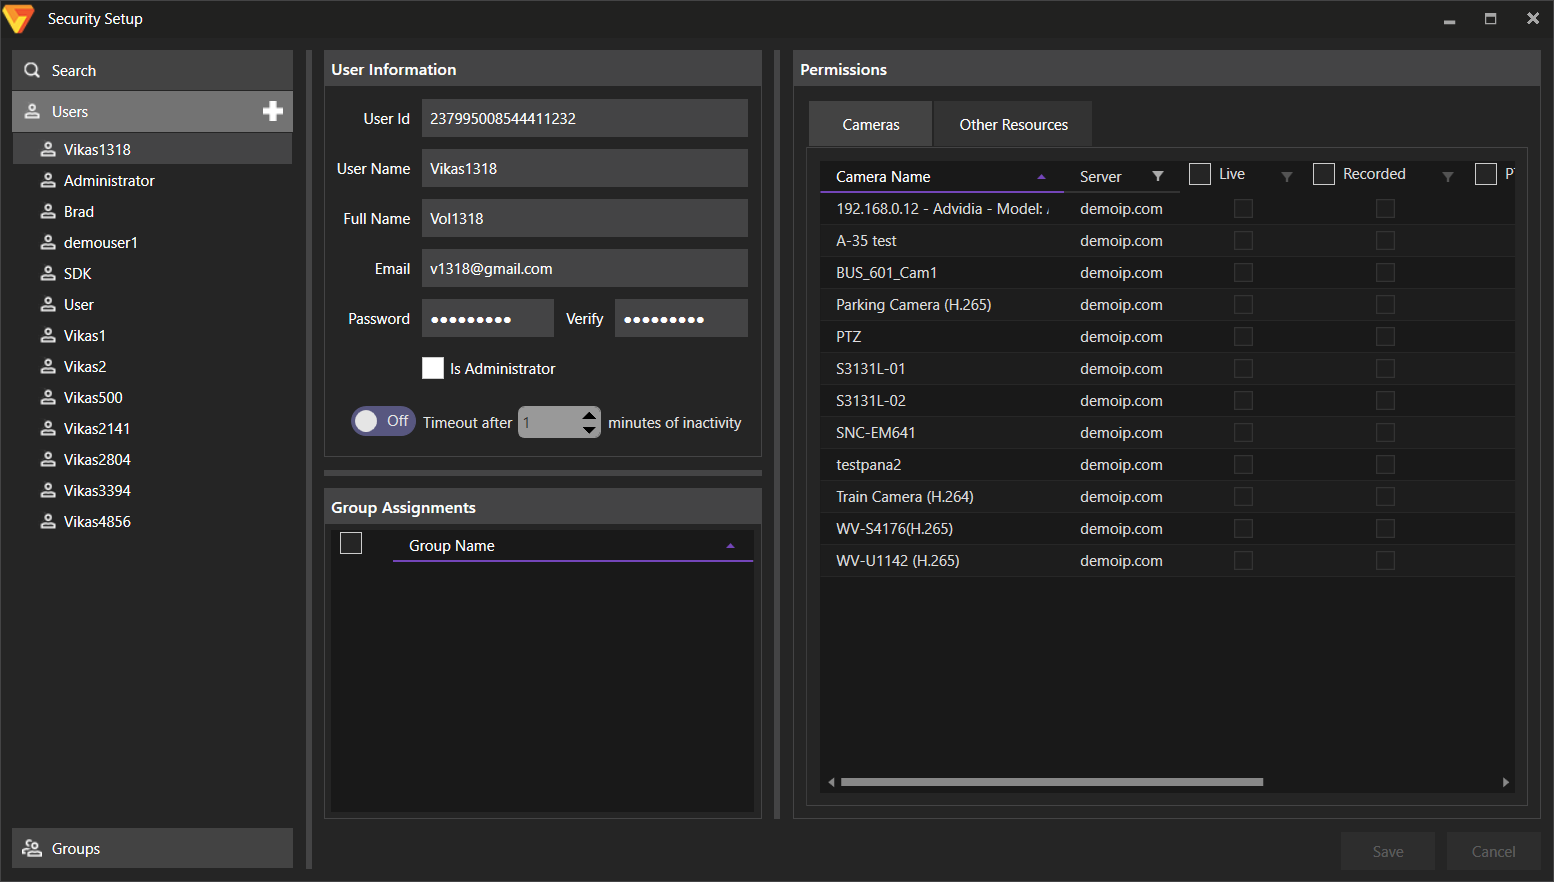 Security Setup
Search
Users
Vikas1318
Administrator
Brad
demouser1
SDK
User
Vikas1
Vikas2
Vikas500
Vikas2141
Vikas2804
Vikas3394
Vikas4856
Groups
User Information
User Id 237995008544411232
User Name Vikas1318
Full Name Vol1318
Email v1318@gmail.com
Password ●●●●●●●●● Verify ●●●●●●●●●
Is Administrator
Off Timeout after 1 minutes of inactivity
Group Assignments
Group Name
Permissions
Cameras Other Resources
Camera Name Server Live Recorded
192.168.0.12 - Advidia - Model: demoip.com
A-35 test demoip.com
BUS_601_Cam1 demoip.com
Parking Camera (H.265) demoip.com
PTZ demoip.com
S3131L-01 demoip.com
S3131L-02 demoip.com
SNC-EM641 demoip.com
testpana2 demoip.com
Train Camera (H.264) demoip.com
WV-S4176(H.265) demoip.com
WV-U1142 (H.265) demoip.com
Save Cancel